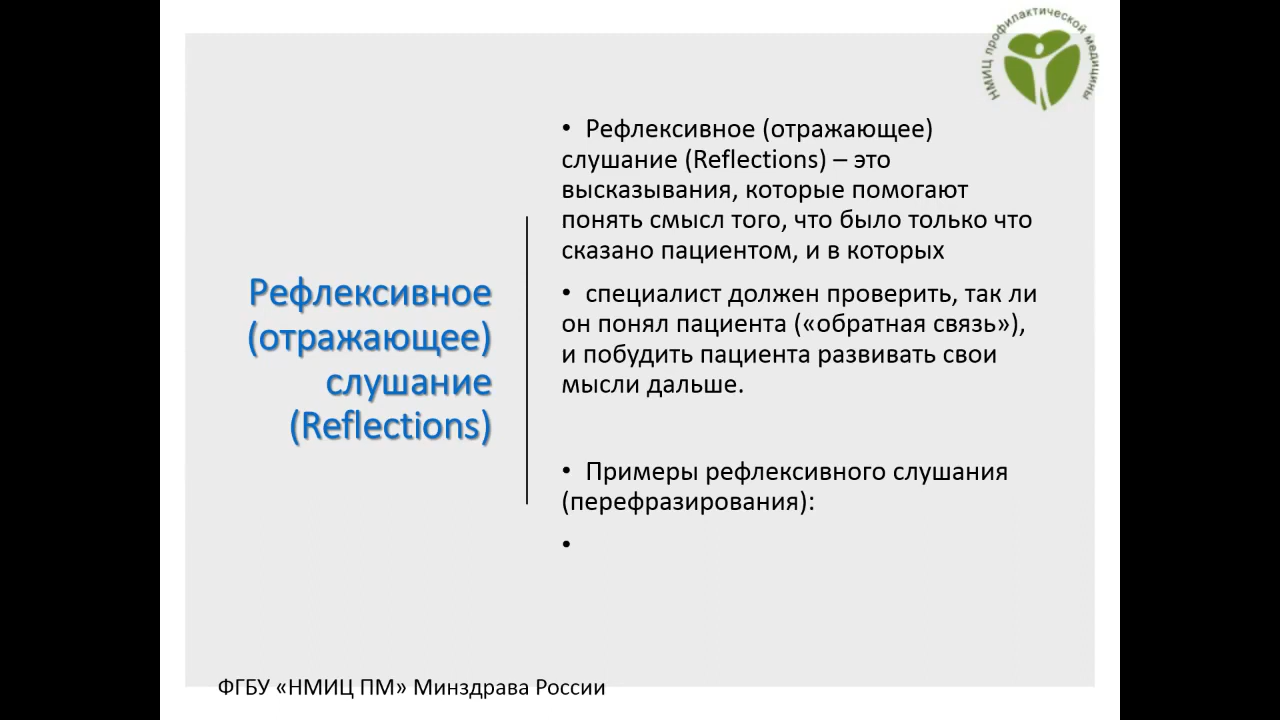 НМИЦ профилактической медицины
Рефлексивное
(отражающее)
слушание
(Reflections)
• Рефлексивное (отражающее)
слушание (Reflections) – это
высказывания, которые помогают
понять смысл того, что было только что
сказано пациентом, и в которых
• специалист должен проверить, так ли
он понял пациента («обратная связь»),
и побудить пациента развивать свои
мысли дальше.
• Примеры рефлексивного слушания
(перефразирования):
•
ФГБУ «НМИЦ ПМ» Минздрава России